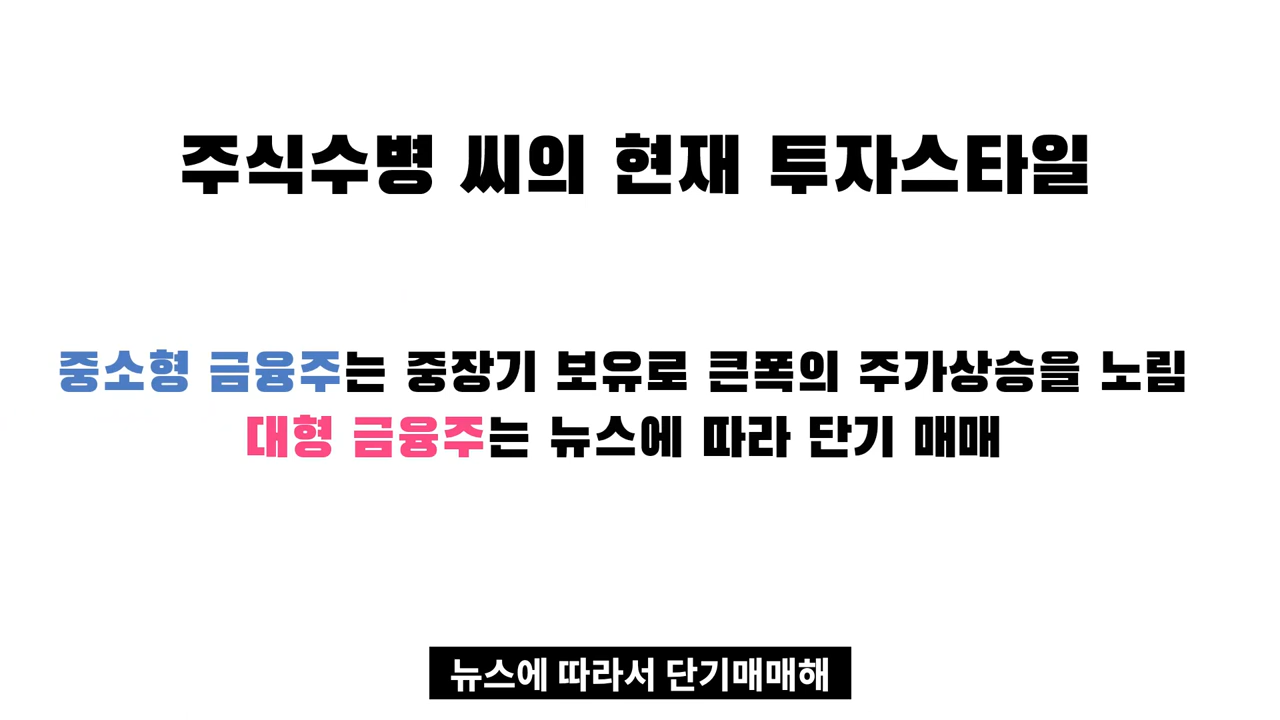 주식수병 씨의 현재 투자스타일
중소형 금융주는 중장기 보유로 큰폭의 주가상승을 노림
대형 금융주는 뉴스에 따라 단기 매매
뉴스에 따라서 단기매매해